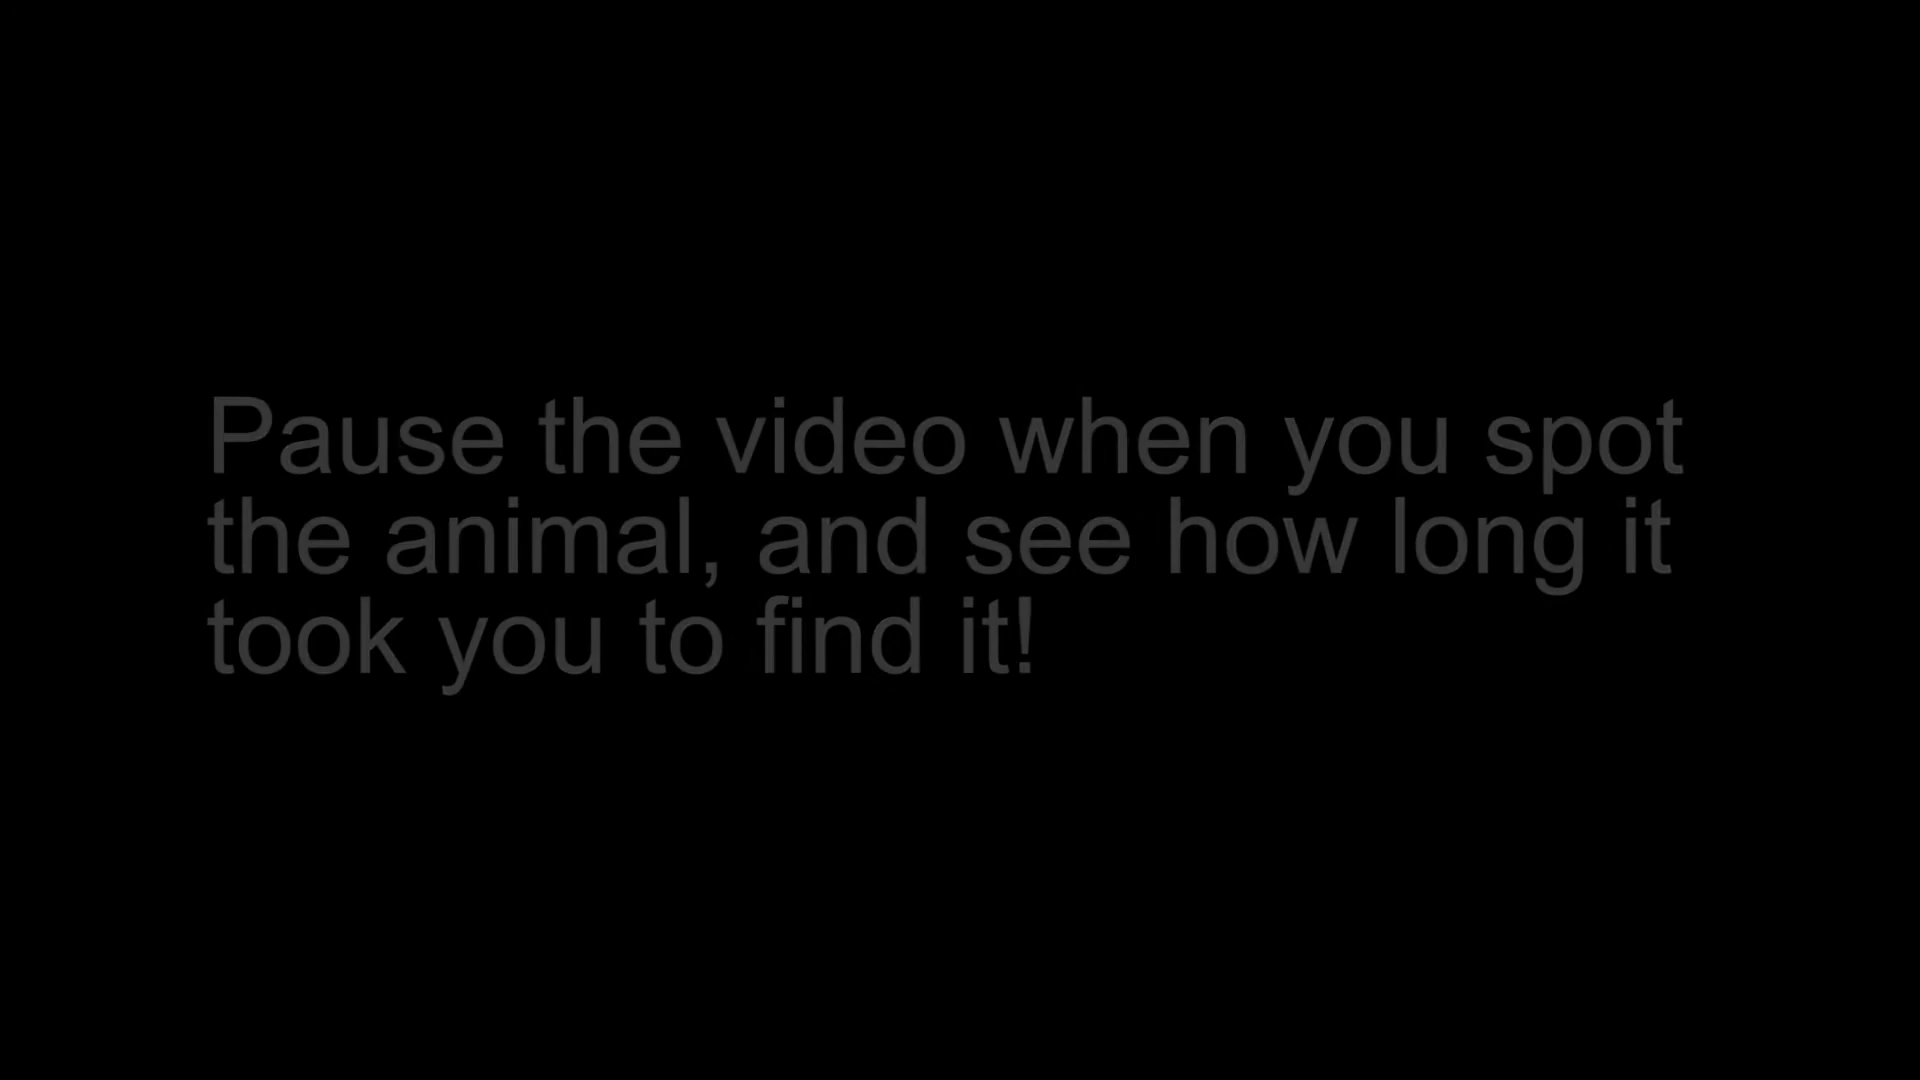 Pause the video when you spot
the animal, and see how long it
took you to find it!